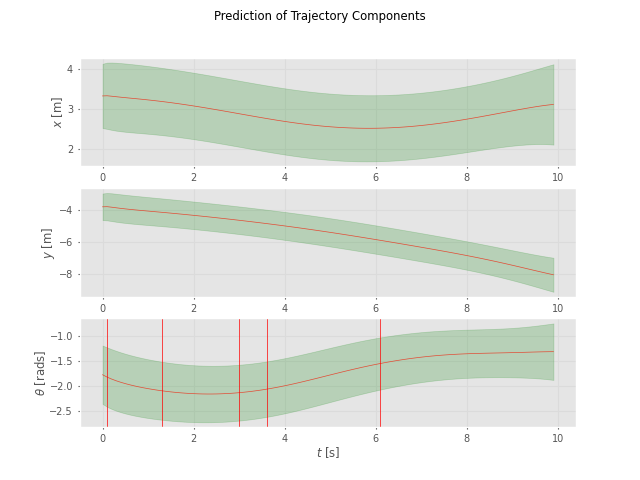 Prediction of Trajectory Components
4
3
2
x [m]
0 2 4 6 8 10
−4
−6
−8
y [m]
0 2 4 6 8 10
−1.0
−1.5
−2.0
−2.5
θ [rads]
0 2 4 6 8 10
t [s]